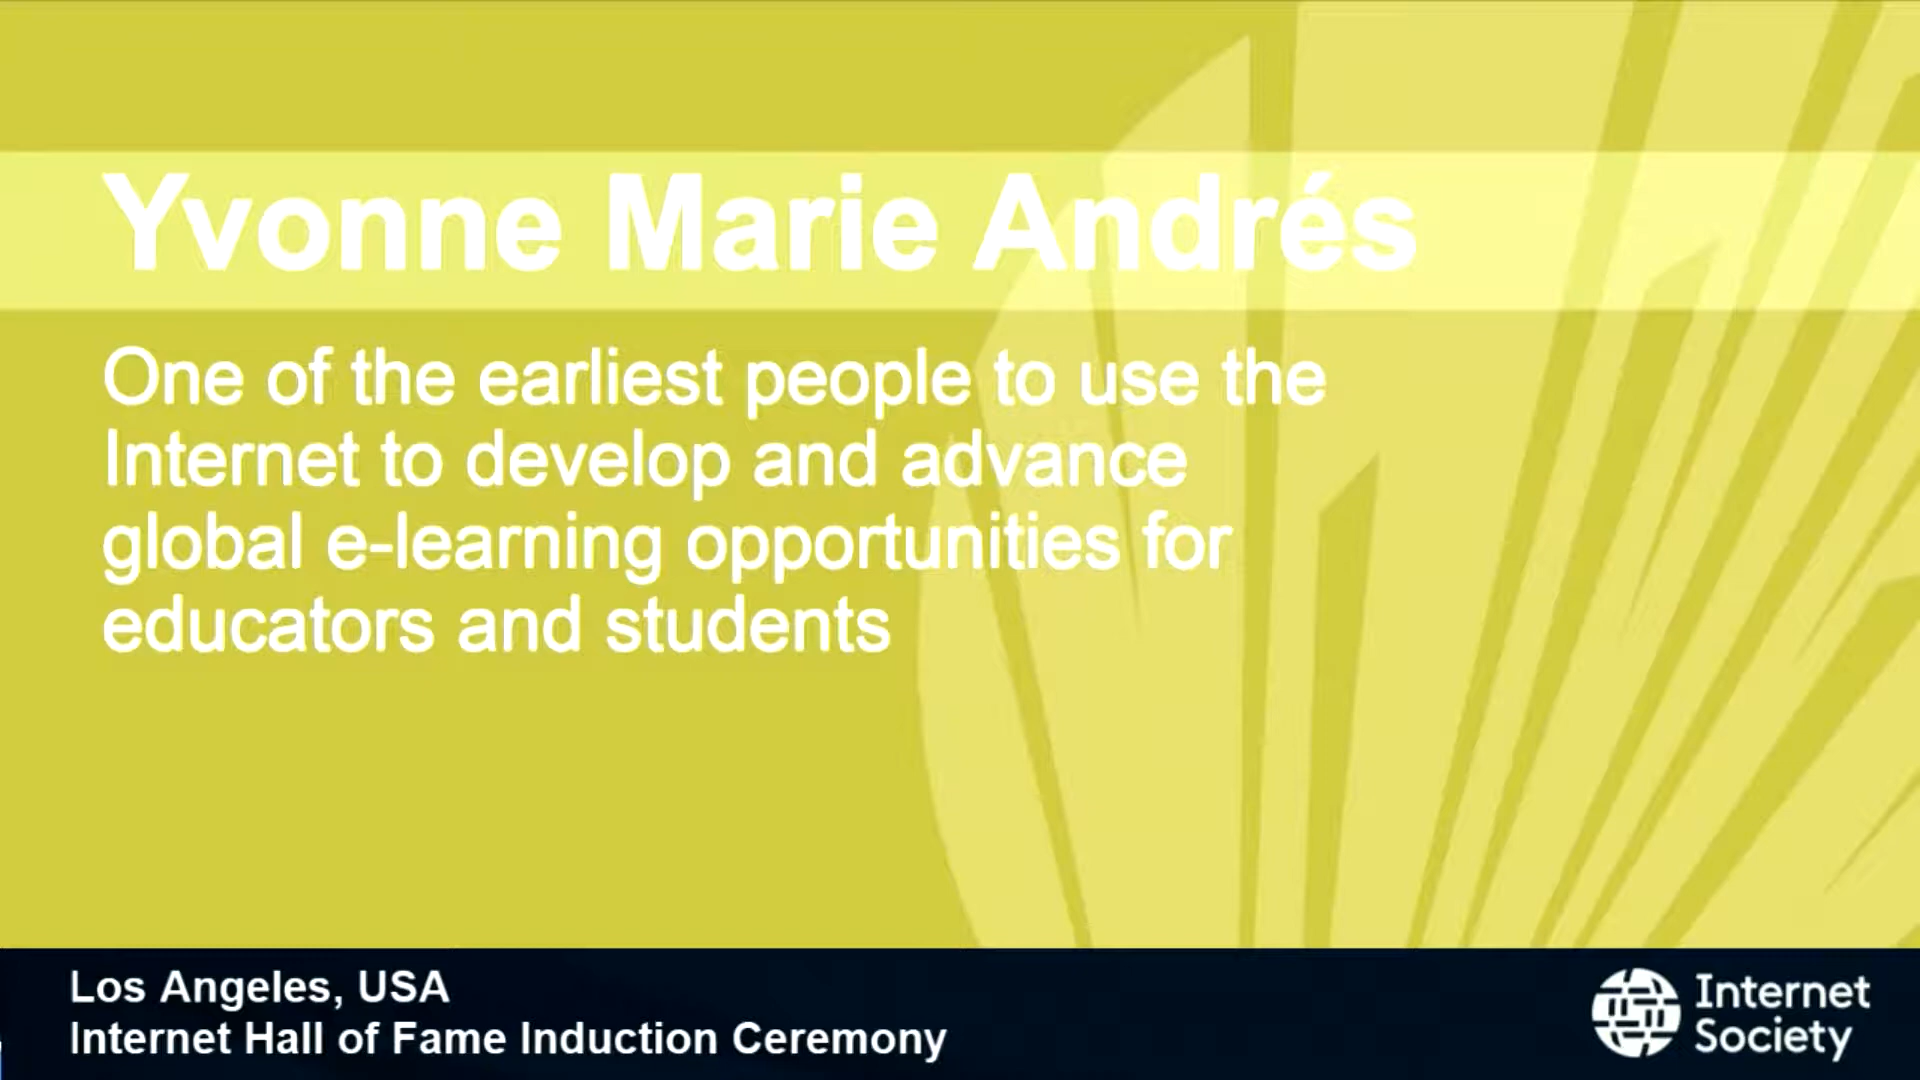 Yvonne Marie Andrés
One of the earliest people to use the
Internet to develop and advance
global e-learning opportunities for
educators and students
Los Angeles, USA
Internet Hall of Fame Induction Ceremony
Internet
Society